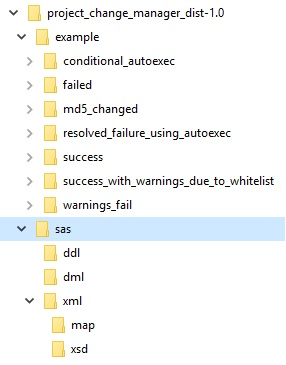 project_change_manager_dist-1.0
example
conditional_autoexec
failed
md5_changed
resolved_failure_using_autoexec
success
success_with_warnings_due_to_whitelist
warnings_fail
sas
ddl
dml
xml
map
xsd